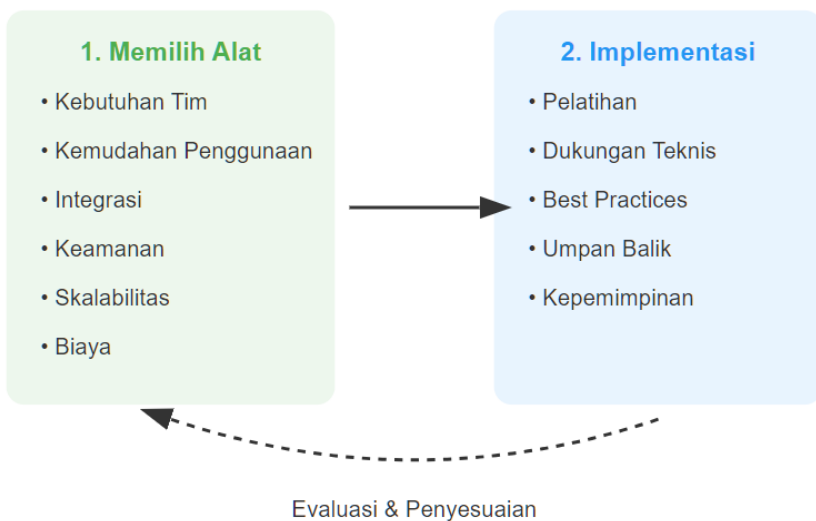 1. Memilih Alat
• Kebutuhan Tim
• Kemudahan Penggunaan
• Integrasi
• Keamanan
• Skalabilitas
• Biaya
2. Implementasi
• Pelatihan
• Dukungan Teknis
• Best Practices
• Umpan Balik
• Kepemimpinan
Evaluasi & Penyesuaian